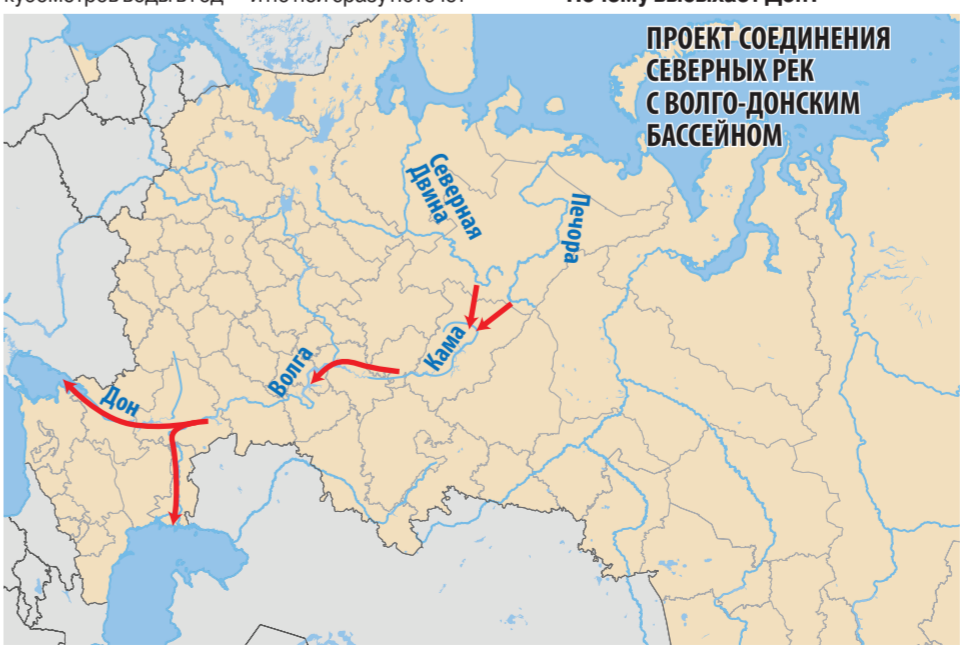 ПРОЕКТ СОЕДИНЕНИЯ
СЕВЕРНЫХ РЕК
С ВОЛГО-ДОНСКИМ
БАССЕЙНОМ
Северная
Двина
Печора
Кама
Волга
Дон